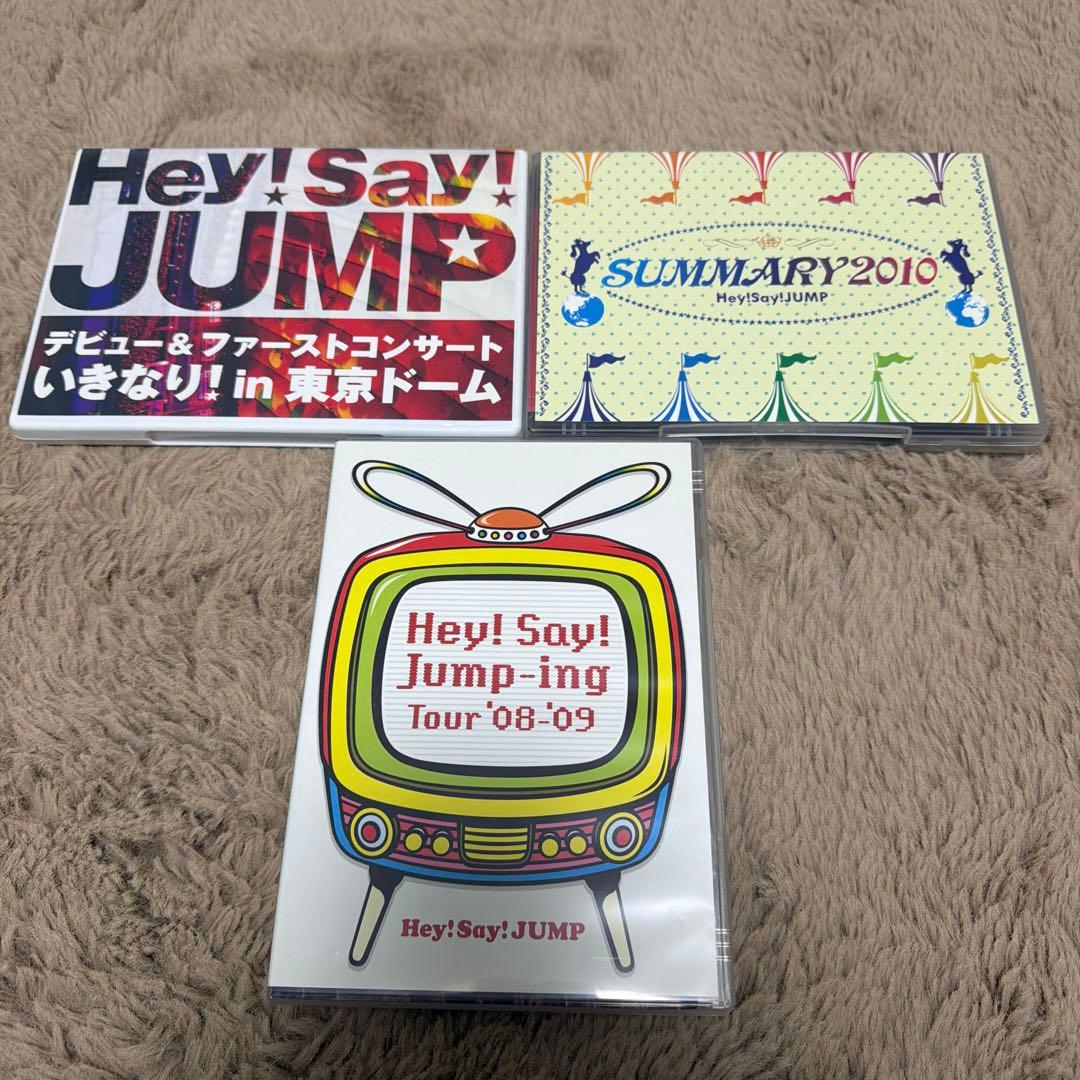 Hey! Say!
JUMP
デビュー&ファーストコンサート
いきなり! in 東京ドーム
SUMMARY2010
Hey!Say!JUMP
Hey! Say!
Jump-ing
Tour '08-'09
Hey! Say! JUMP